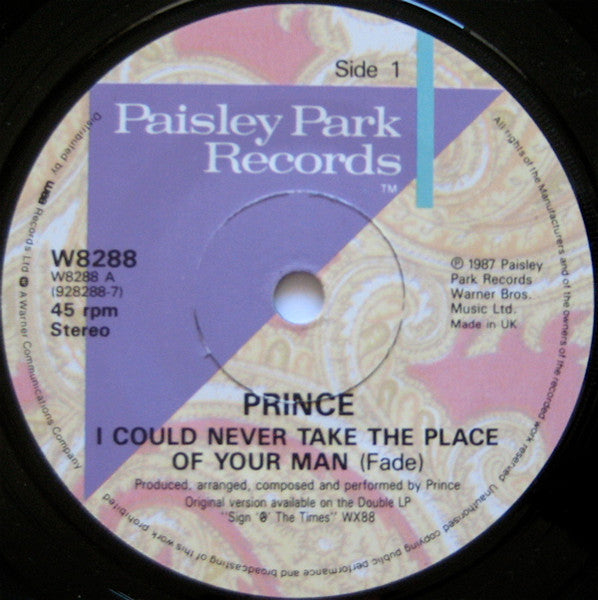 Side 1
Paisley Park
Records
TM
W8288
W8288 A
(928288-7)
45 rpm
Stereo
℗ 1987 Paisley
Park Records
Warner Bros.
Music Ltd.
Made in UK
PRINCE
I COULD NEVER TAKE THE PLACE
OF YOUR MAN (Fade)
Produced, arranged, composed and performed by Prince
Original version available on the Double LP
"Sign 'O' The Times" WX88
All rights of the Manufacturers and of the owners of the recorded work reserved Unauthorised copying public performance and broadcasting of this work prohibited
Distributed by wea Records Ltd A Warner Communications Company